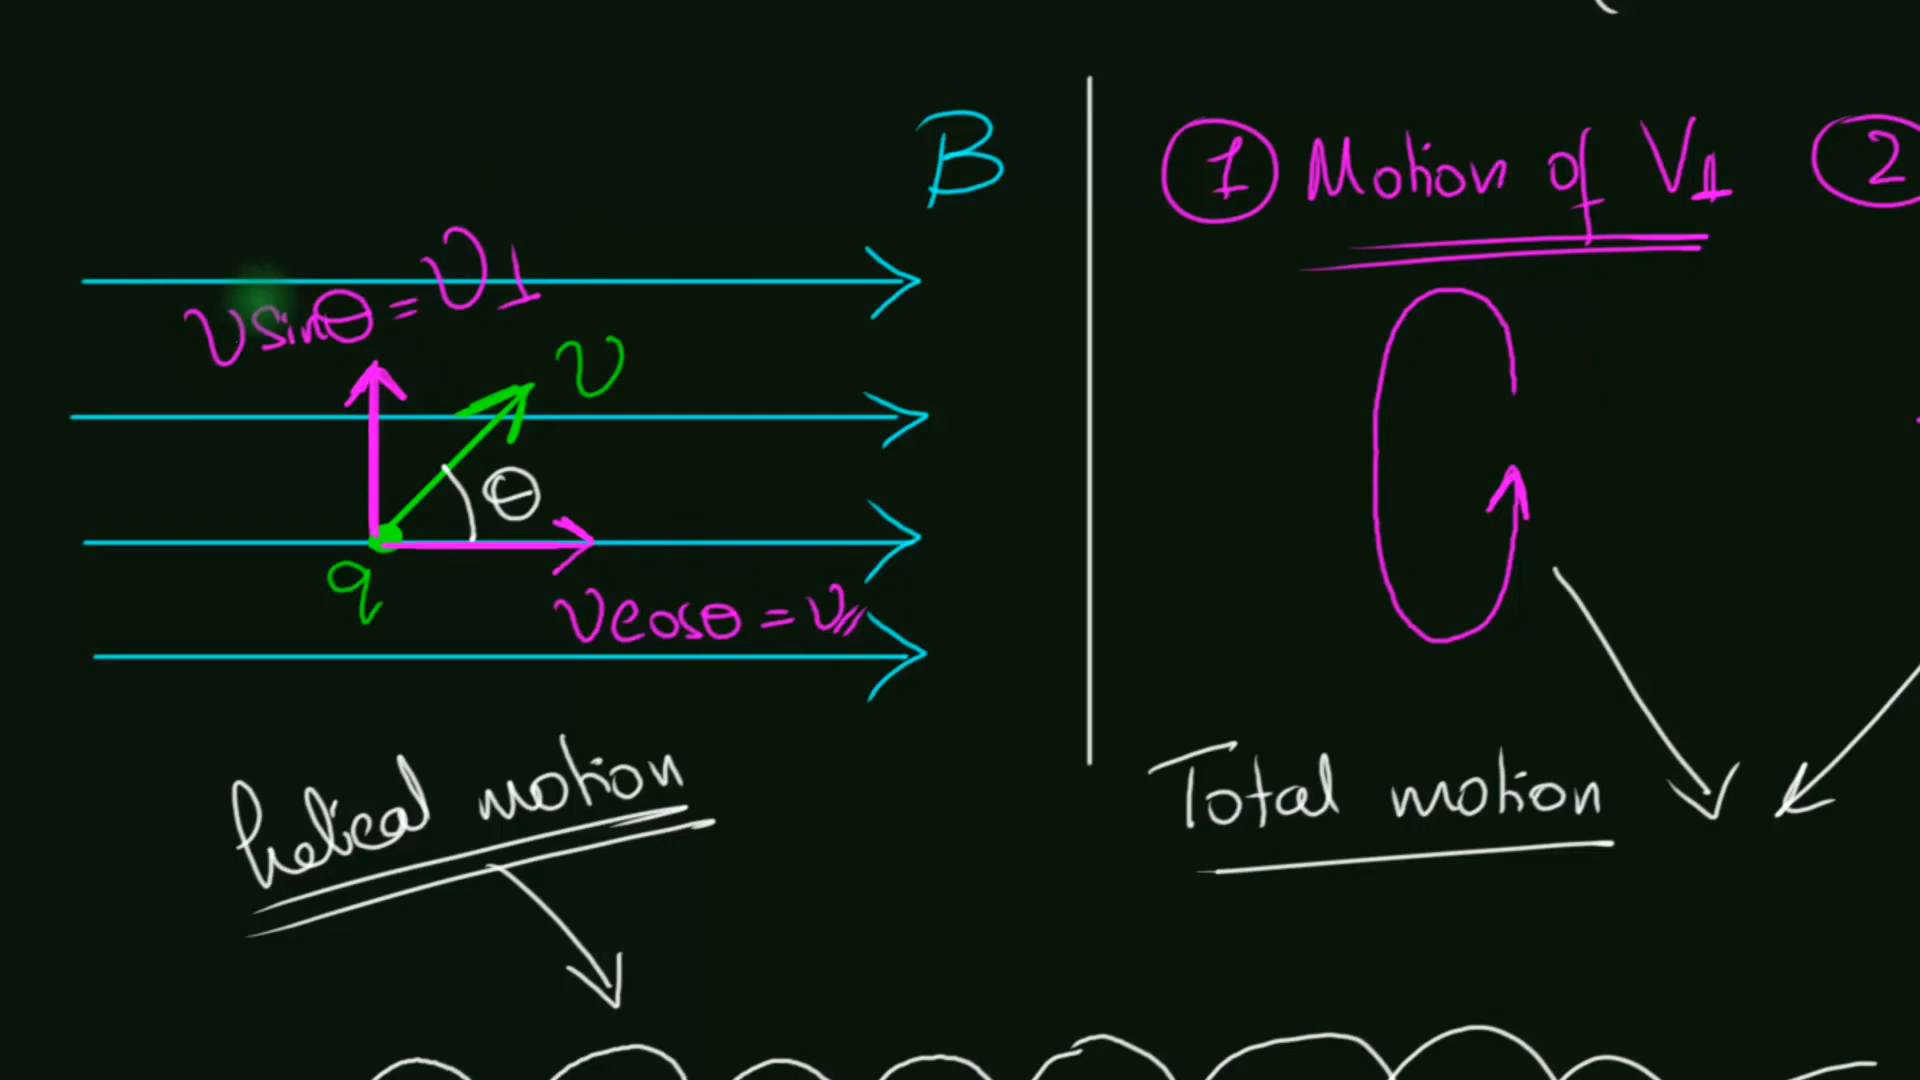 B
① Motion of V⊥ ②
vsinθ = v⊥
v
θ
q
vcosθ = v//
helical motion
Total motion